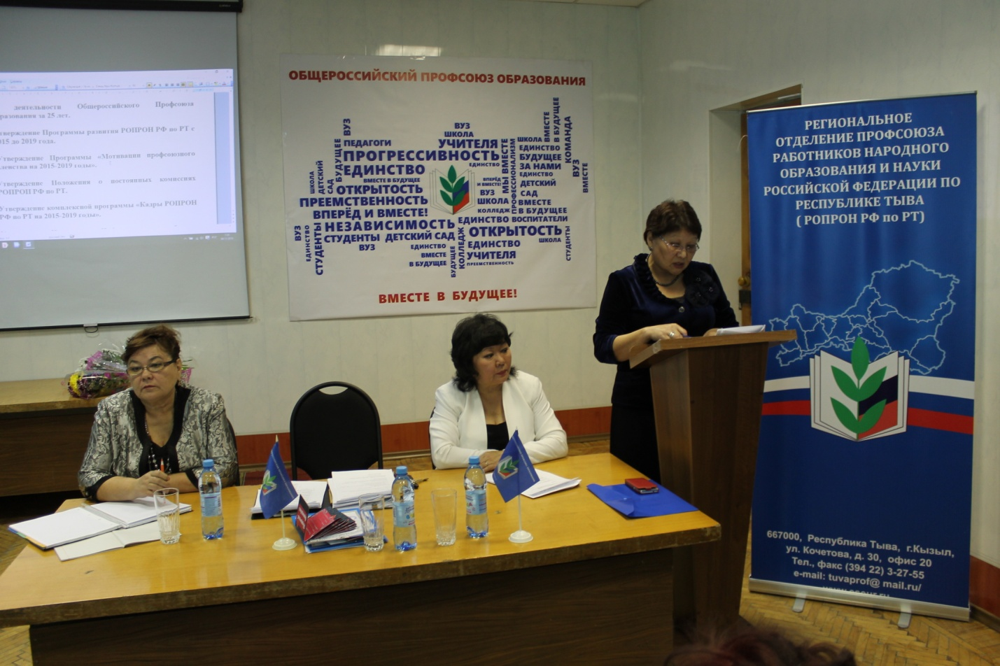 деятельности Общероссийского Профсоюза
за 25 лет.
Программы развития РОПРОН РФ по РТ с
до 2019 года.
Утверждение Программы «Мотивации профсоюзного
на 2015-2019 годы».
Утверждение Положения о постоянных комиссиях
РОПРОН РФ по РТ.
Утверждение комплексной программы «Кадры РОПРОН
РФ по РТ на 2015-2019 годы».
ОБЩЕРОССИЙСКИЙ ПРОФСОЮЗ ОБРАЗОВАНИЯ
ВУЗ
ПЕДАГОГИ
БУДУЩЕЕ
ШКОЛА
ДЕТСКИЙ
САД
ВУЗ
ШКОЛА
УЧИТЕЛЯ
ПРОГРЕССИВНОСТЬ
ЕДИНСТВО
ЕДИНСТВО
ВМЕСТЕ В БУДУЩЕЕ
ОТКРЫТОСТЬ
ПРЕЕМСТВЕННОСТЬ
ВПЕРЁД И ВМЕСТЕ!
НЕЗАВИСИМОСТЬ
СТУДЕНТЫ ДЕТСКИЙ САД
ВУЗ
ЕДИНСТВО
СТУДЕНТЫ
ВУЗ
ЕДИНСТВО
ВМЕСТЕ
В БУДУЩЕЕ
БУДУЩЕЕ
КОЛЛЕДЖ
МЫ ВМЕСТЕ
ПРОФЕССИОНАЛИЗМ
ВПЕРЁД
И ВМЕСТЕ!
ВУЗ
ШКОЛА
КОЛЛЕДЖ
ШКОЛА
ЕДИНСТВО
БУДУЩЕЕ
ЗА НАМИ
ЕДИНСТВО
ДЕТСКИЙ
САД
ВМЕСТЕ
В БУДУЩЕЕ
ВМЕСТЕ
В БУДУЩЕЕ
КОМАНДА
ВУЗ
ВМЕСТЕ
ЕДИНСТВО ВОСПИТАТЕЛИ
ОТКРЫТОСТЬ
ЕДИНСТВО
ШКОЛА
УЧИТЕЛЯ
ПРЕЕМСТВЕННОСТЬ
СТУДЕНТЫ
ВМЕСТЕ В БУДУЩЕЕ!
РЕГИОНАЛЬНОЕ
ОТДЕЛЕНИЕ ПРОФСОЮЗА
РАБОТНИКОВ НАРОДНОГО
ОБРАЗОВАНИЯ И НАУКИ
РОССИЙСКОЙ ФЕДЕРАЦИИ ПО
РЕСПУБЛИКЕ ТЫВА
( РОПРОН РФ по РТ)
667000, Республика Тыва, г.Кызыл,
ул. Кочетова, д. 30, офис 20
Тел., факс (394 22) 3-27-55
e-mail: tuvaprof@ mail.ru/